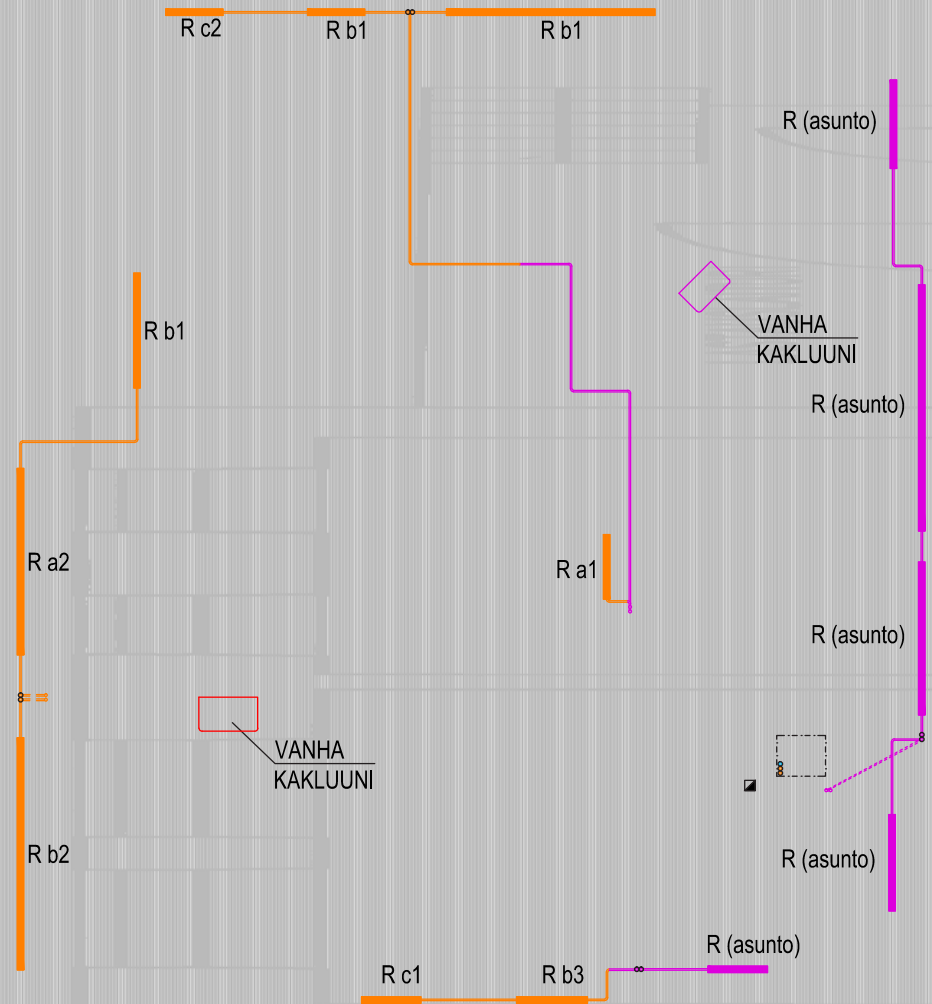 R c2
R b1
R b1
R (asunto)
R b1
VANHA
KAKLUUNI
R (asunto)
R a2
R a1
R (asunto)
VANHA
KAKLUUNI
R b2
R (asunto)
R (asunto)
R c1
R b3